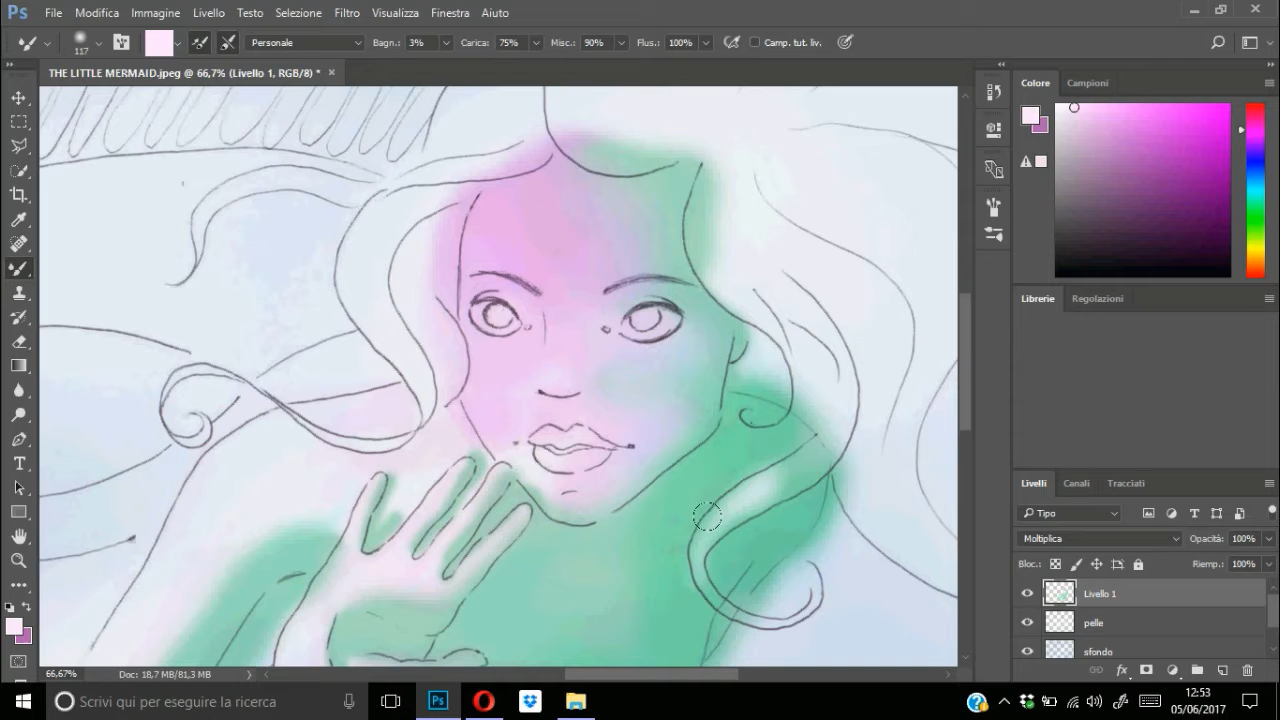 Ps File Modifica Immagine Livello Testo Selezione Filtro Visualizza Finestra Aiuto
117 Personale Bagn.: 3% Carica: 75% Misc.: 90% Flus.: 100% Camp. tut. liv.
THE LITTLE MERMAID.jpeg @ 66,7% (Livello 1, RGB/8) * ×
Colore Campioni
Librerie Regolazioni
Livelli Canali Tracciati
Tipo
Moltiplica Opacità: 100%
Bloc.: Riemp.: 100%
Livello 1
pelle
sfondo
66,67% Doc: 18,7 MB/81,3 MB
Scrivi qui per eseguire la ricerca
Ps
12:53
05/06/2017